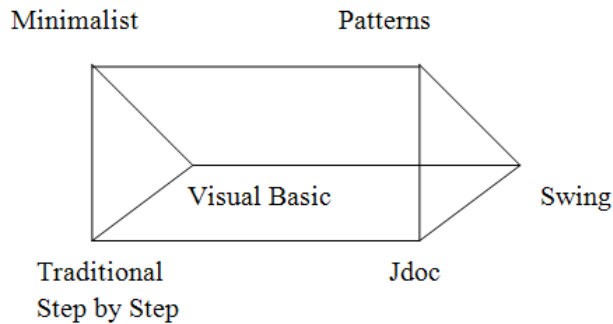 Minimalist
Patterns
Visual Basic
Swing
Traditional
Step by Step
Jdoc